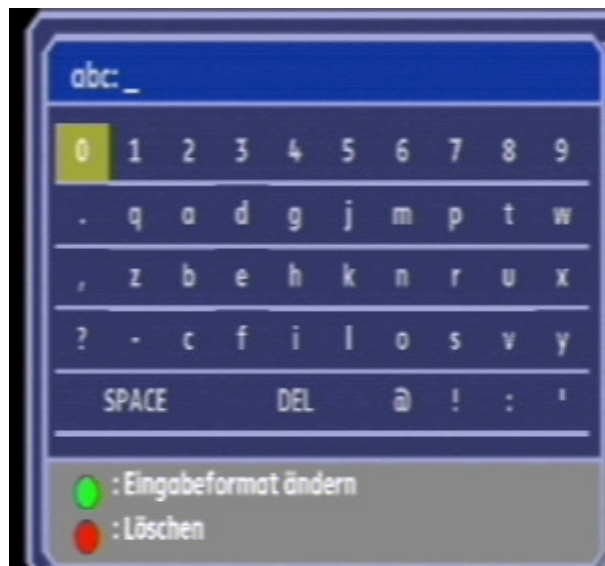 abc:_
0 1 2 3 4 5 6 7 8 9
. q a d g j m p t w
, z b e h k n r u x
? - c f i l o s v y
SPACE DEL @ ! : '
: Eingabeformat ändern
: Löschen